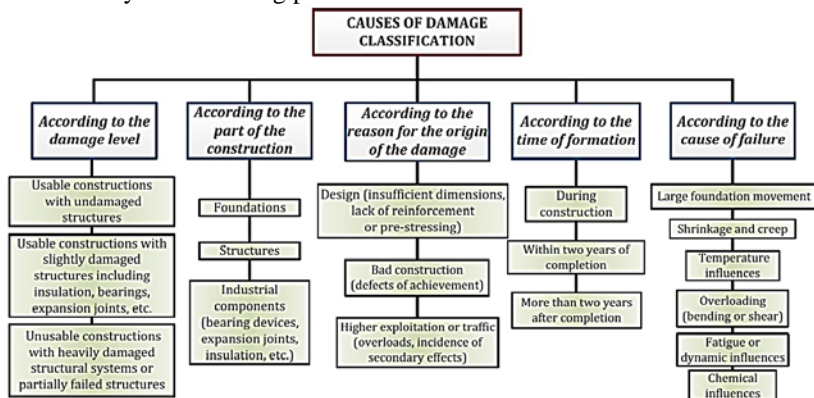 CAUSES OF DAMAGE
CLASSIFICATION
According to the
damage level
Usable constructions
with undamaged
structures
Usable constructions with
slightly damaged
structures including
insulation, bearings,
expansion joints, etc.
Unusable constructions
with heavily damaged
structural systems or
partially failed structures
According to the
part of the
construction
Foundations
Structures
Industrial
components
(bearing devices,
expansion joints,
insulation, etc.)
According to the
reason for the origin
of the damage
Design (insufficient dimensions,
lack of reinforcement
or pre-stressing)
Bad construction
(defects of achievement)
Higher exploitation or traffic
(overloads, incidence of
secondary effects)
According to the
time of formation
During
construction
Within two years of
completion
More than two years
after completion
According to the
cause of failure
Large foundation movement
Shrinkage and creep
Temperature
influences
Overloading
(bending or shear)
Fatigue or
dynamic influences
Chemical
influences